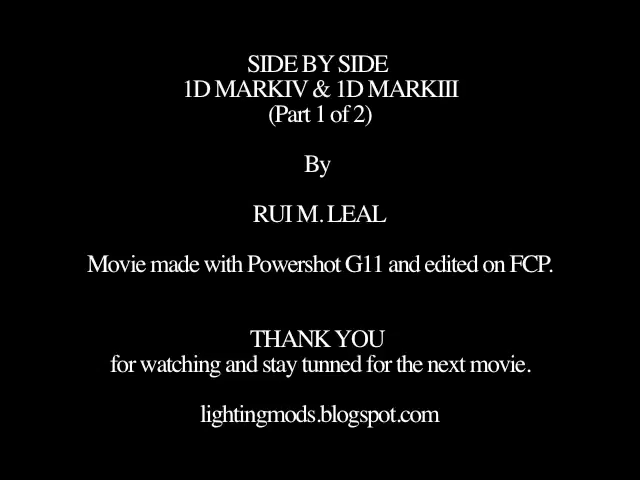 SIDE BY SIDE
1D MARKIV & 1D MARKIII
(Part 1 of 2)
By
RUI M. LEAL
Movie made with Powershot G11 and edited on FCP.
THANK YOU
for watching and stay tunned for the next movie.
lightingmods.blogspot.com